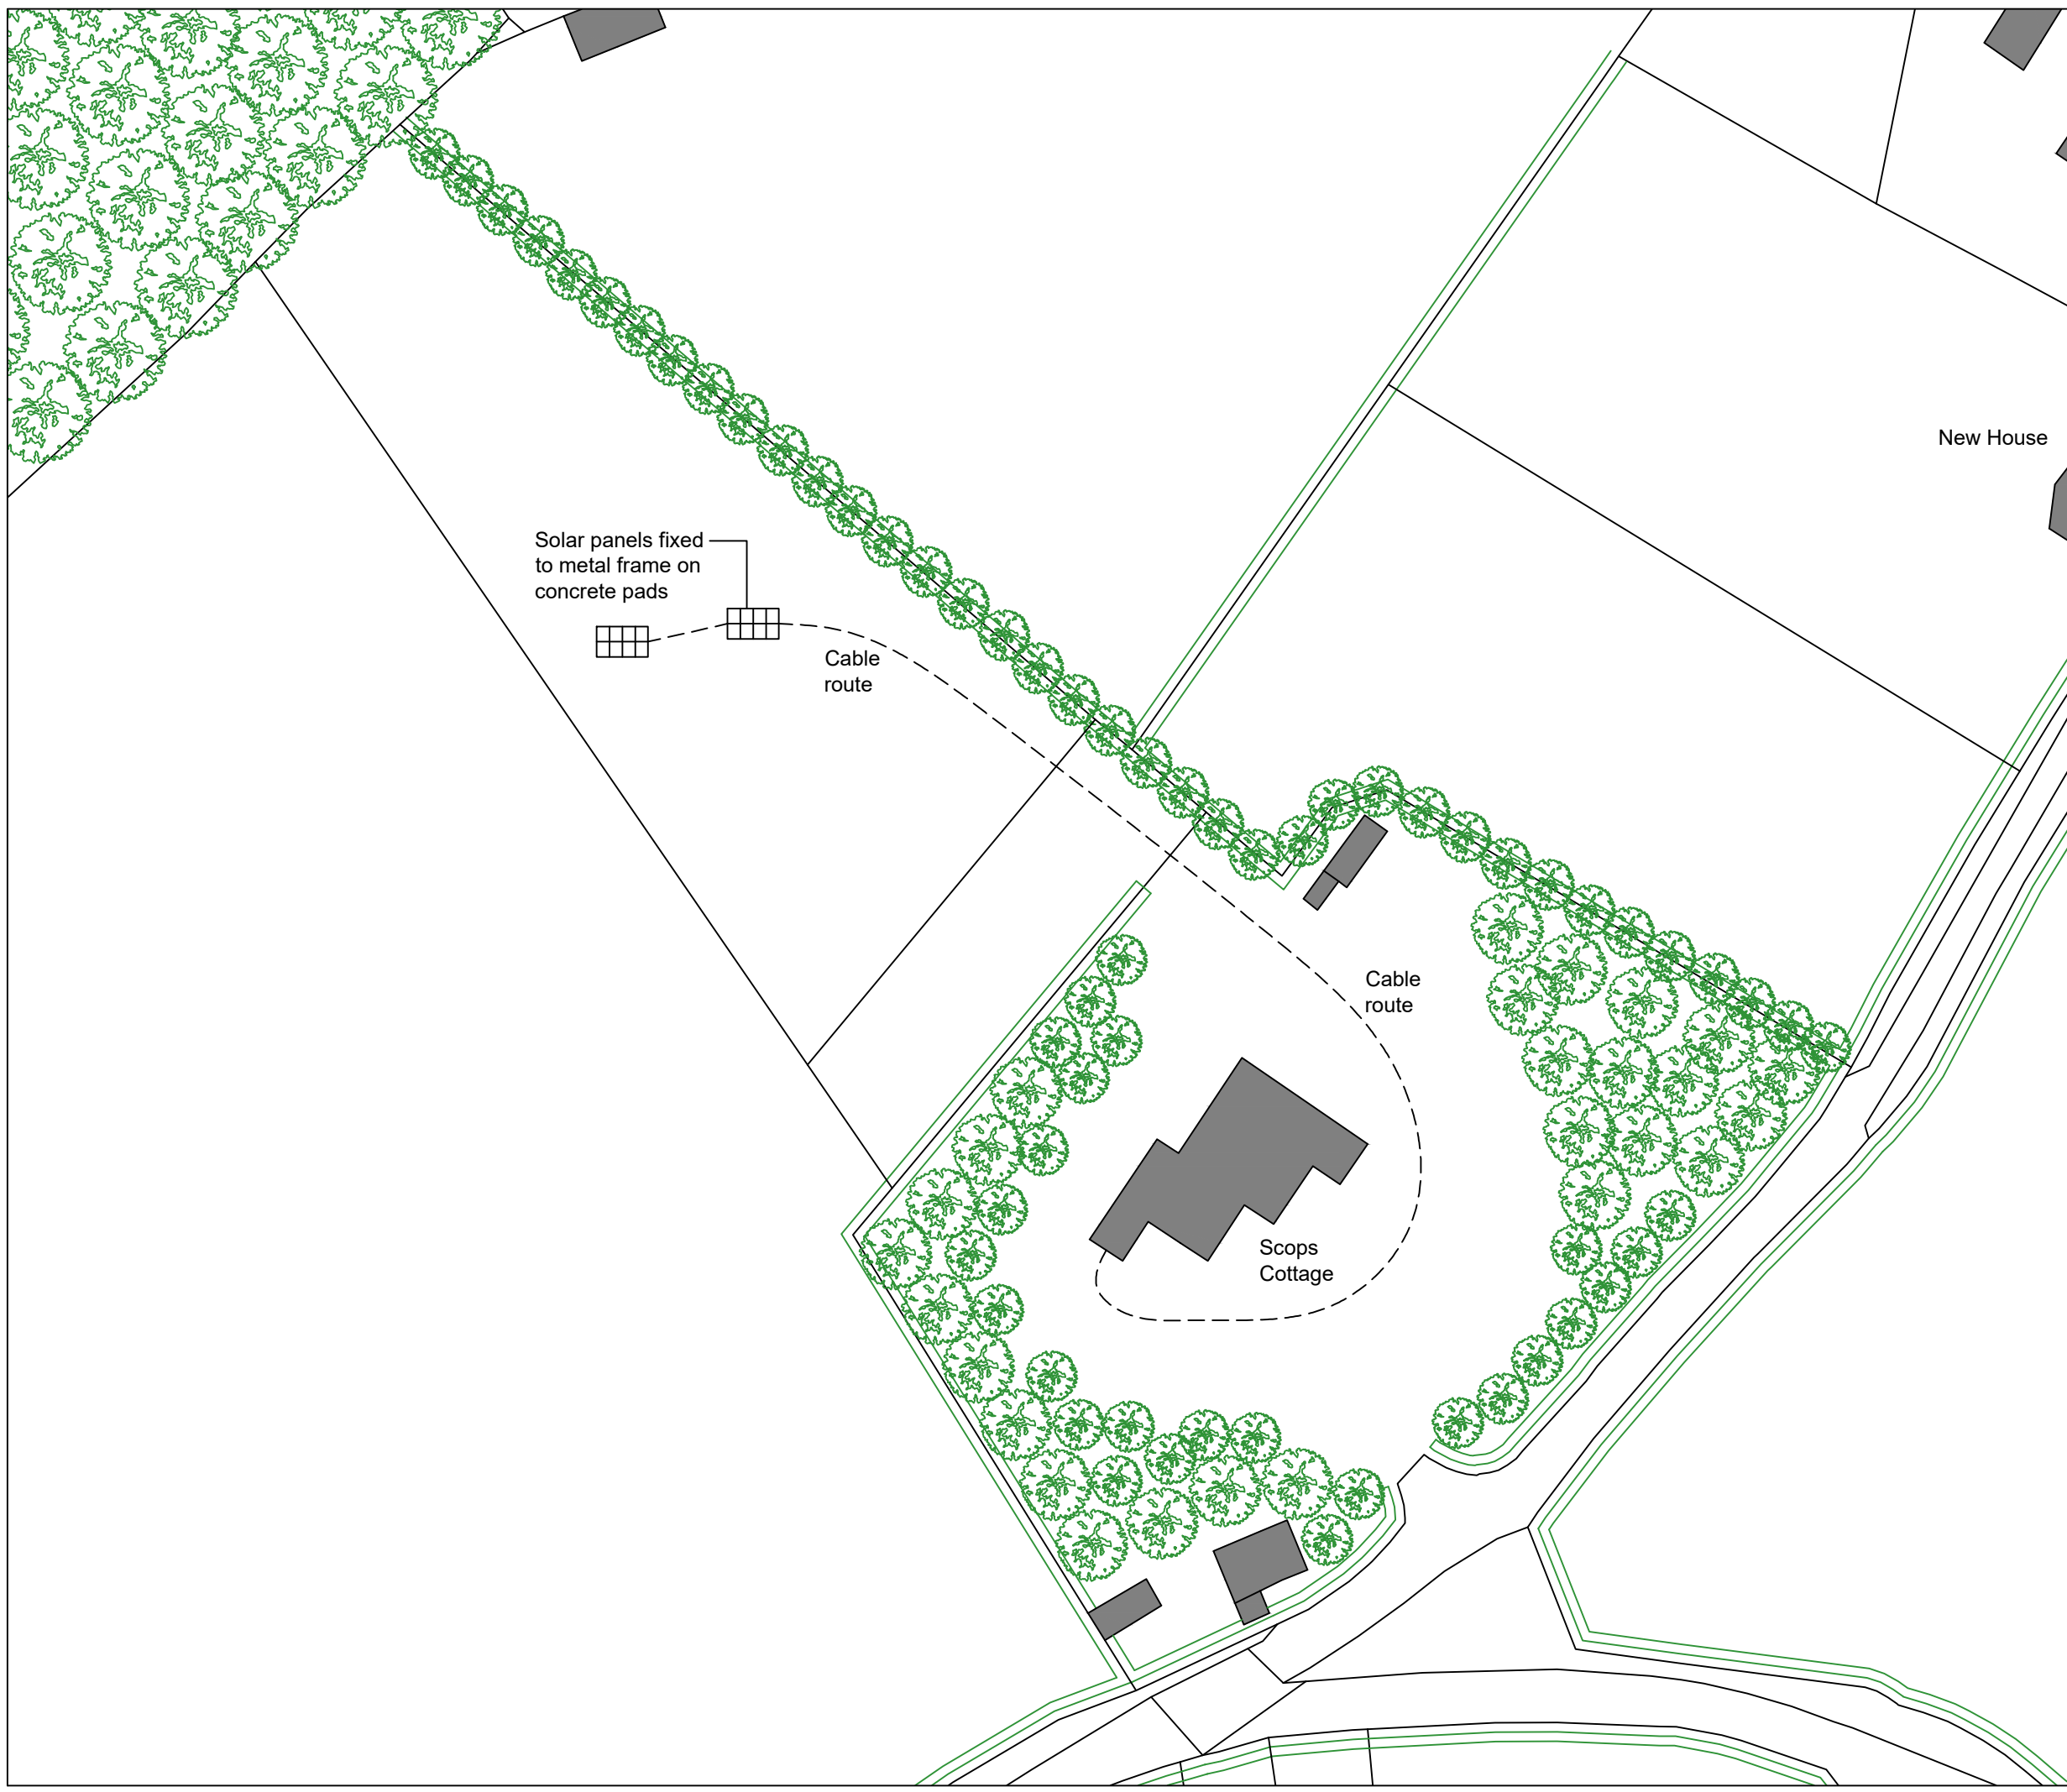 New House
Solar panels fixed
to metal frame on
concrete pads
Cable
route
Cable
route
Scops
Cottage